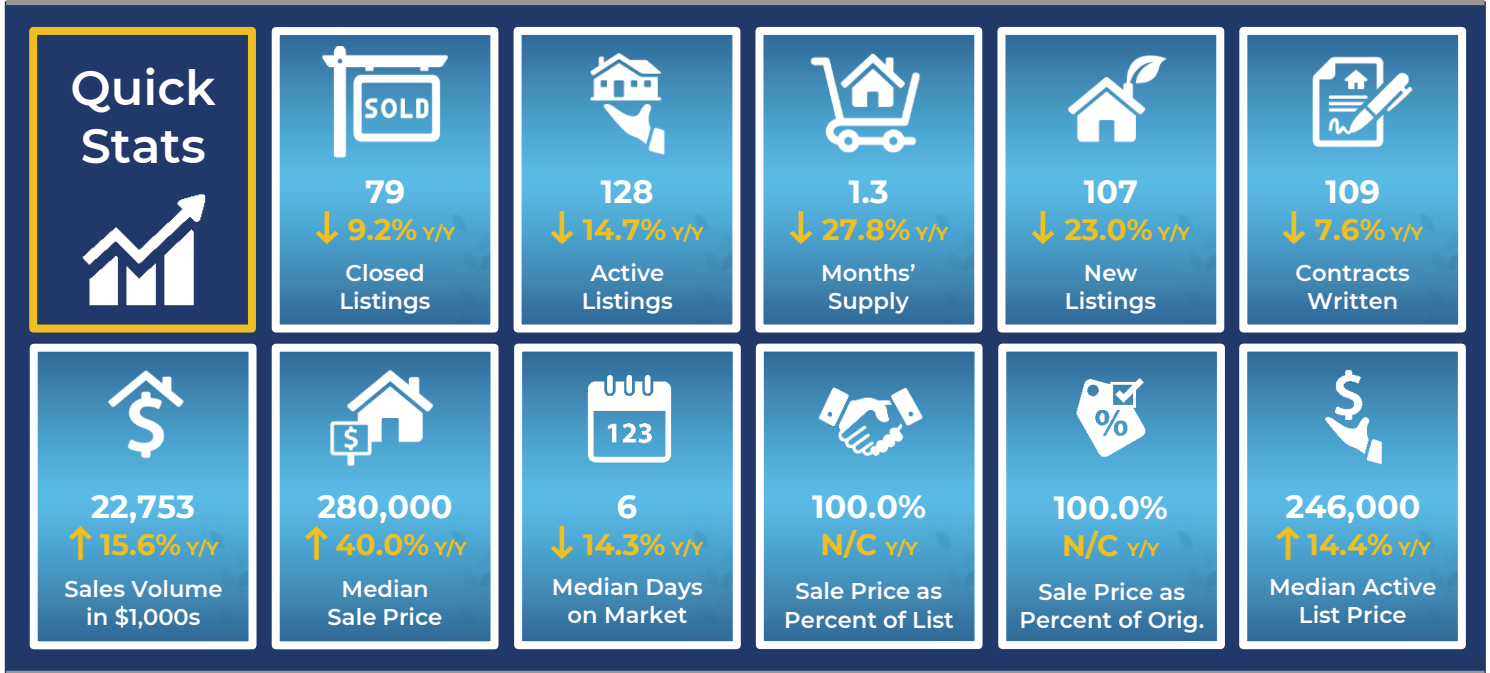 Quick
Stats
SOLD
79
↓ 9.2% Y/Y
Closed
Listings
128
↓ 14.7% Y/Y
Active
Listings
1.3
↓ 27.8% Y/Y
Months’
Supply
107
↓ 23.0% Y/Y
New
Listings
109
↓ 7.6% Y/Y
Contracts
Written
$
22,753
↑ 15.6% Y/Y
Sales Volume
in $1,000s
$
280,000
↑ 40.0% Y/Y
Median
Sale Price
123
6
↓ 14.3% Y/Y
Median Days
on Market
100.0%
N/C Y/Y
Sale Price as
Percent of List
%
100.0%
N/C Y/Y
Sale Price as
Percent of Orig.
$
246,000
↑ 14.4% Y/Y
Median Active
List Price